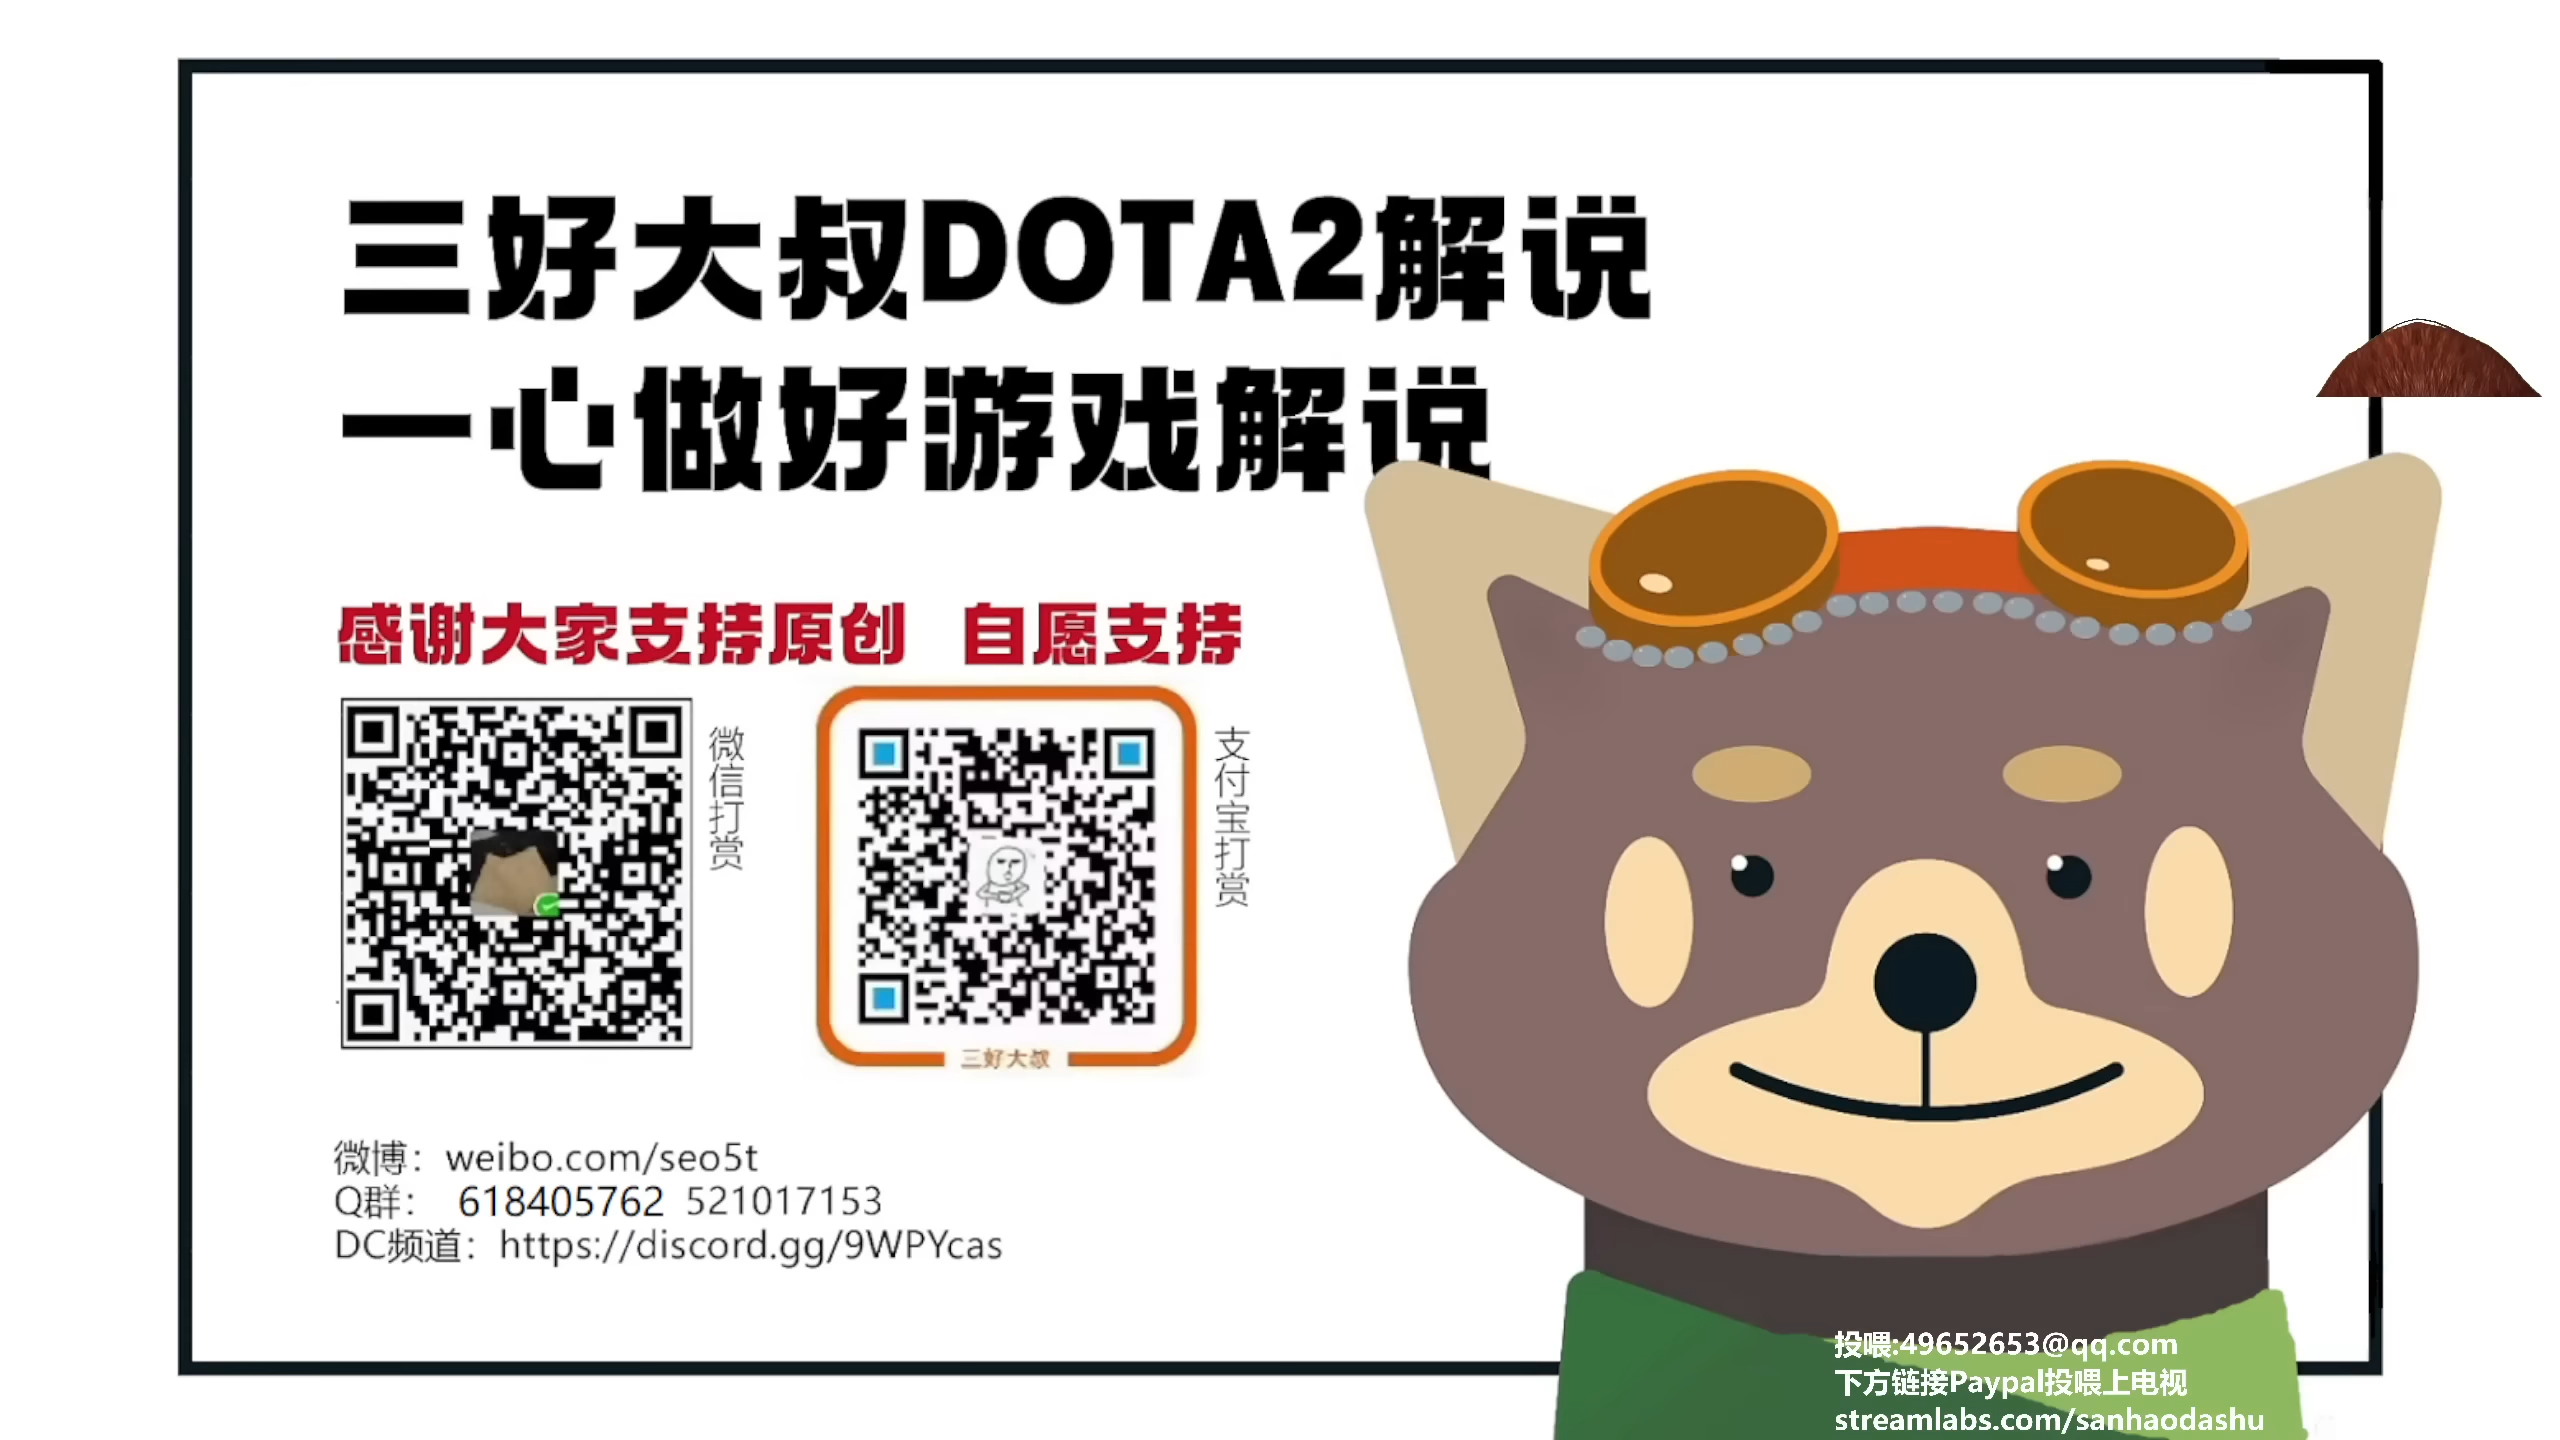 三好大叔DOTA2解说
一心做好游戏解说
感谢大家支持原创 自愿支持
微信打赏
支付宝打赏
三好大叔
微博：weibo.com/seo5t
Q群： 618405762 521017153
DC频道：https://discord.gg/9WPYcas
投喂:49652653@qq.com
下方链接Paypal投喂上电视
streamlabs.com/sanhaodashu